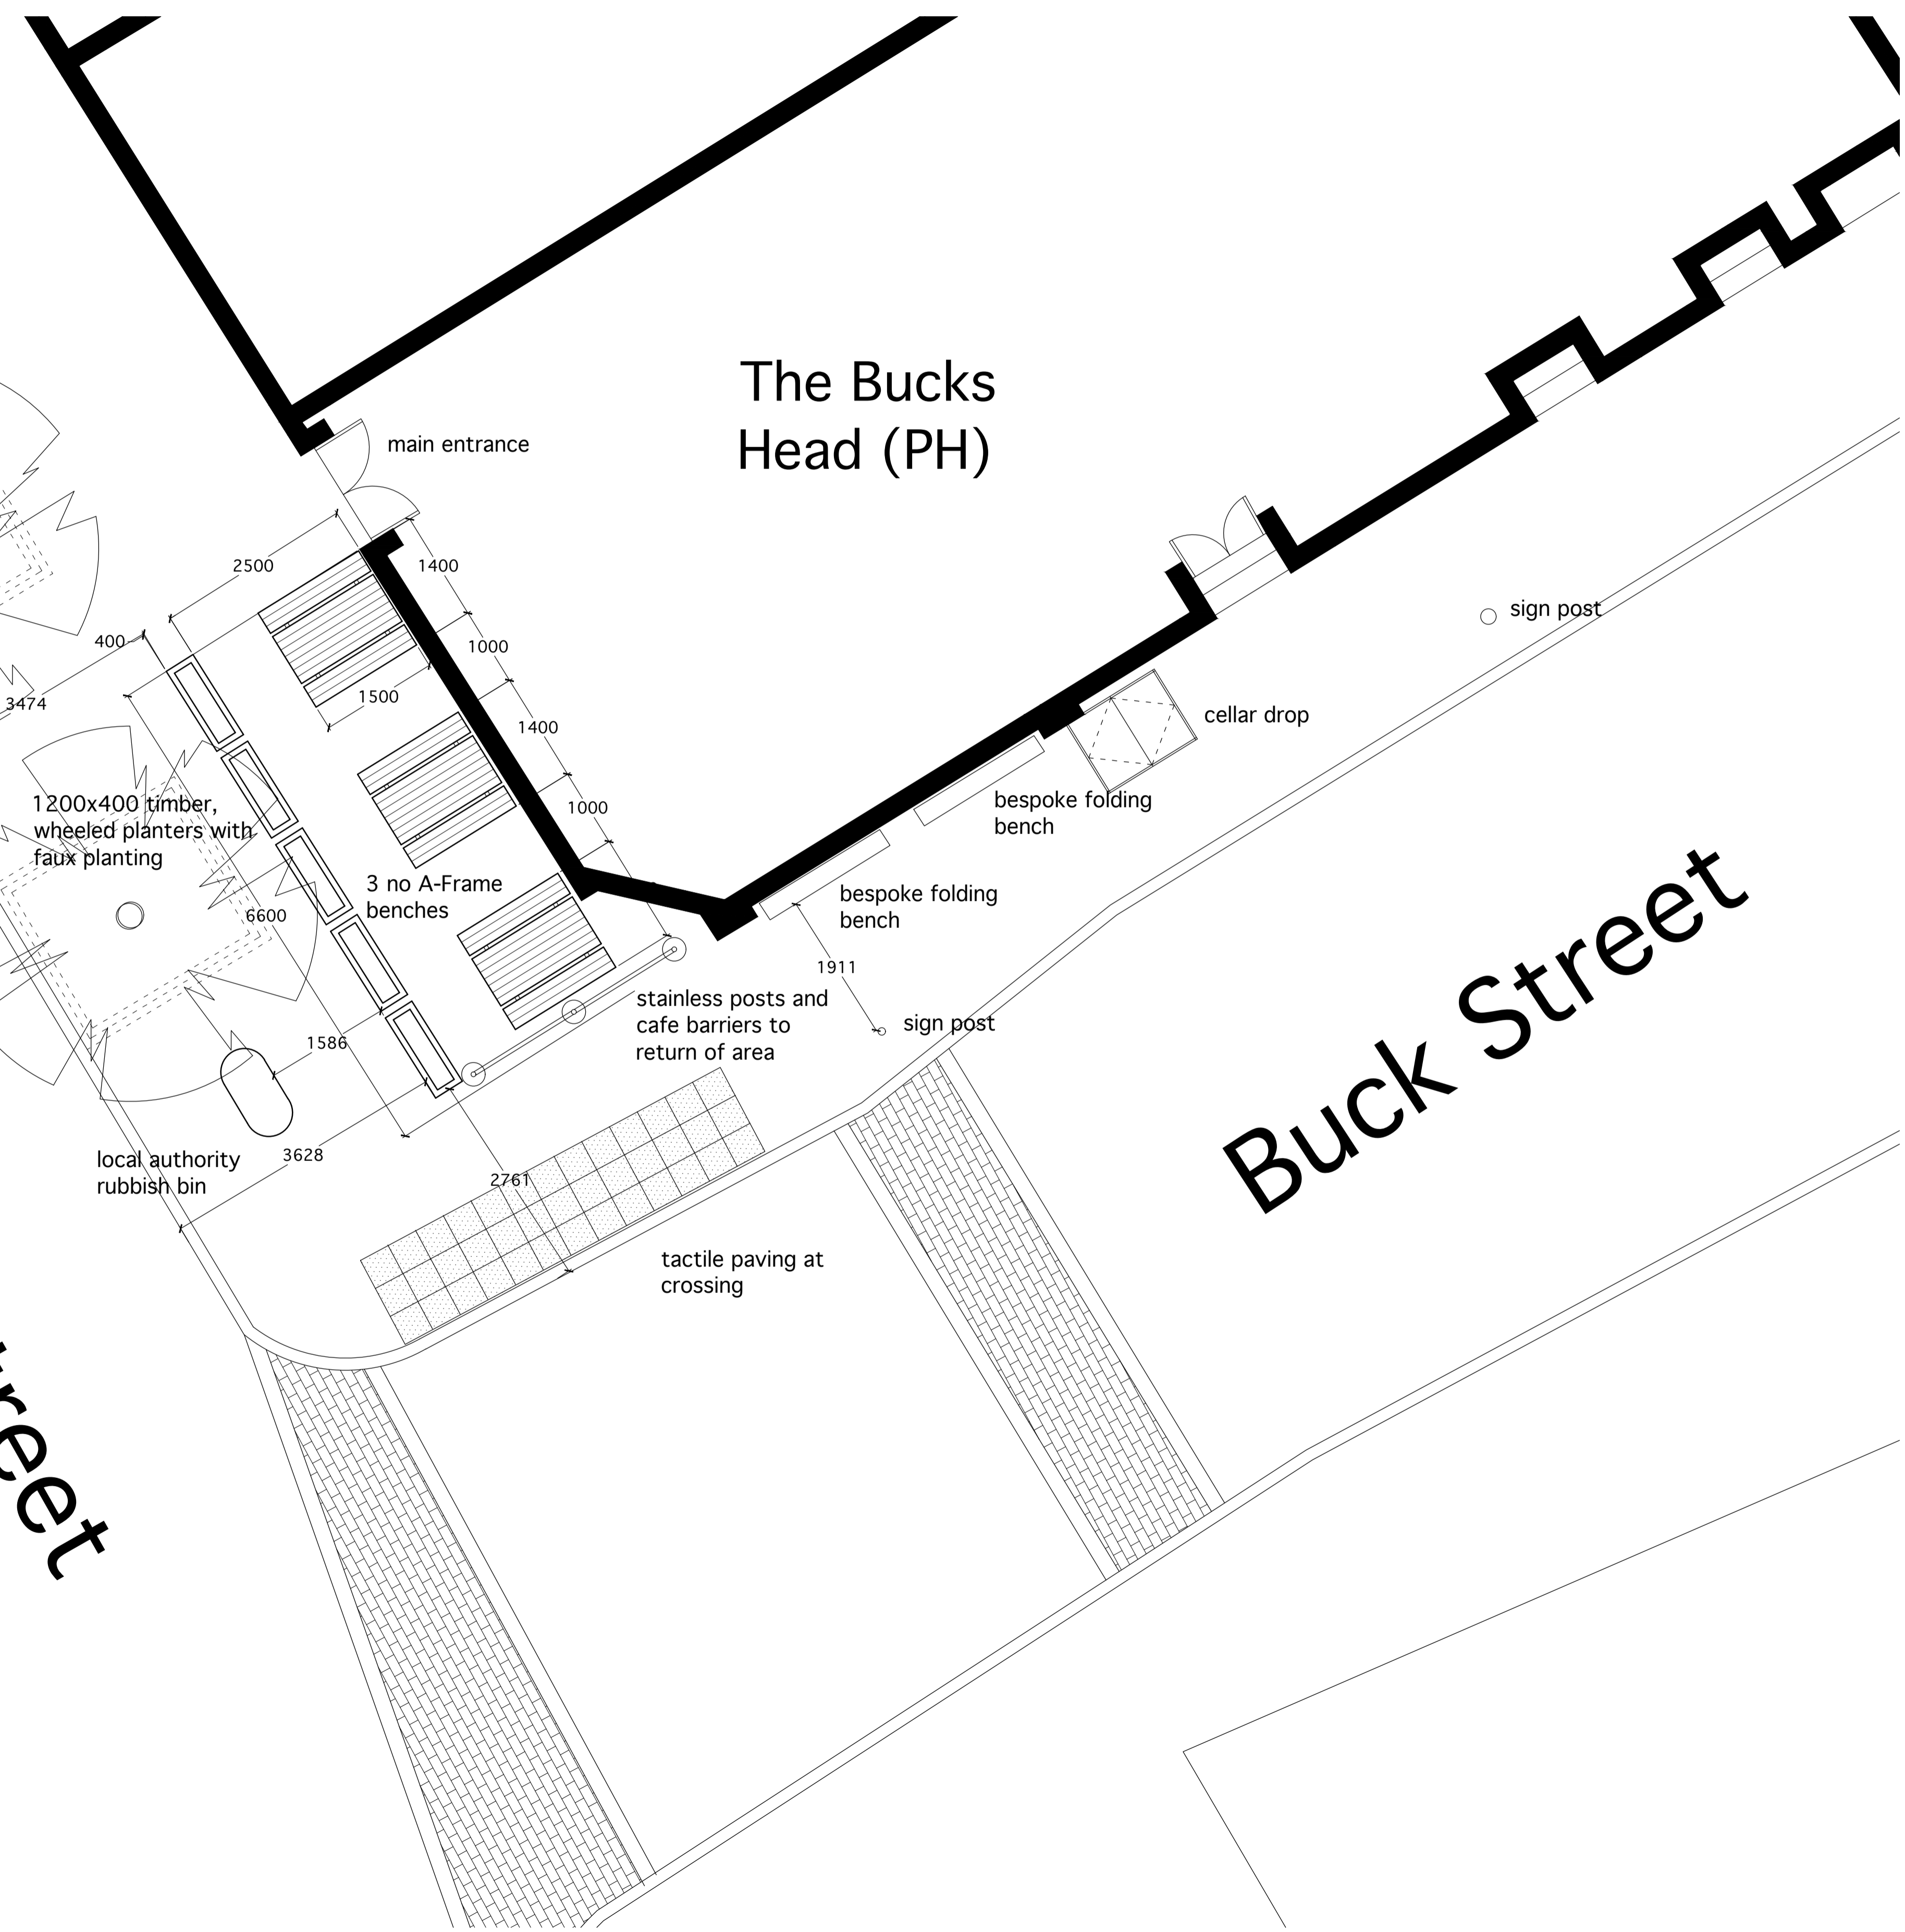 The Bucks
Head (PH)
main entrance
2500
1400
400
1000
sign post
1500
3474
1400
cellar drop
1200x400 timber,
wheeled planters with
faux planting
1000
bespoke folding
bench
3 no A-Frame
benches
bespoke folding
bench
6600
1911
stainless posts and
cafe barriers to
return of area
sign post
1586
Buck Street
local authority
rubbish bin
3628
2761
tactile paving at
crossing
reet